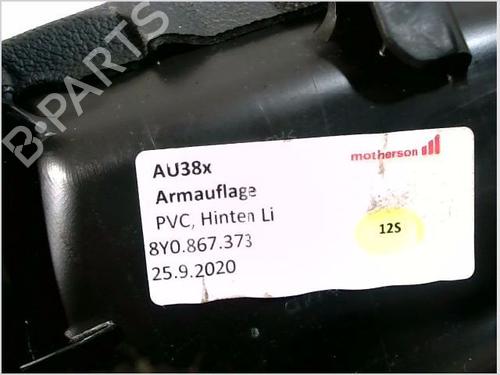 B-PARTS
AU38x
motherson
Armauflage
PVC, Hinten Li
8Y0.867.373
12S
25.9.2020